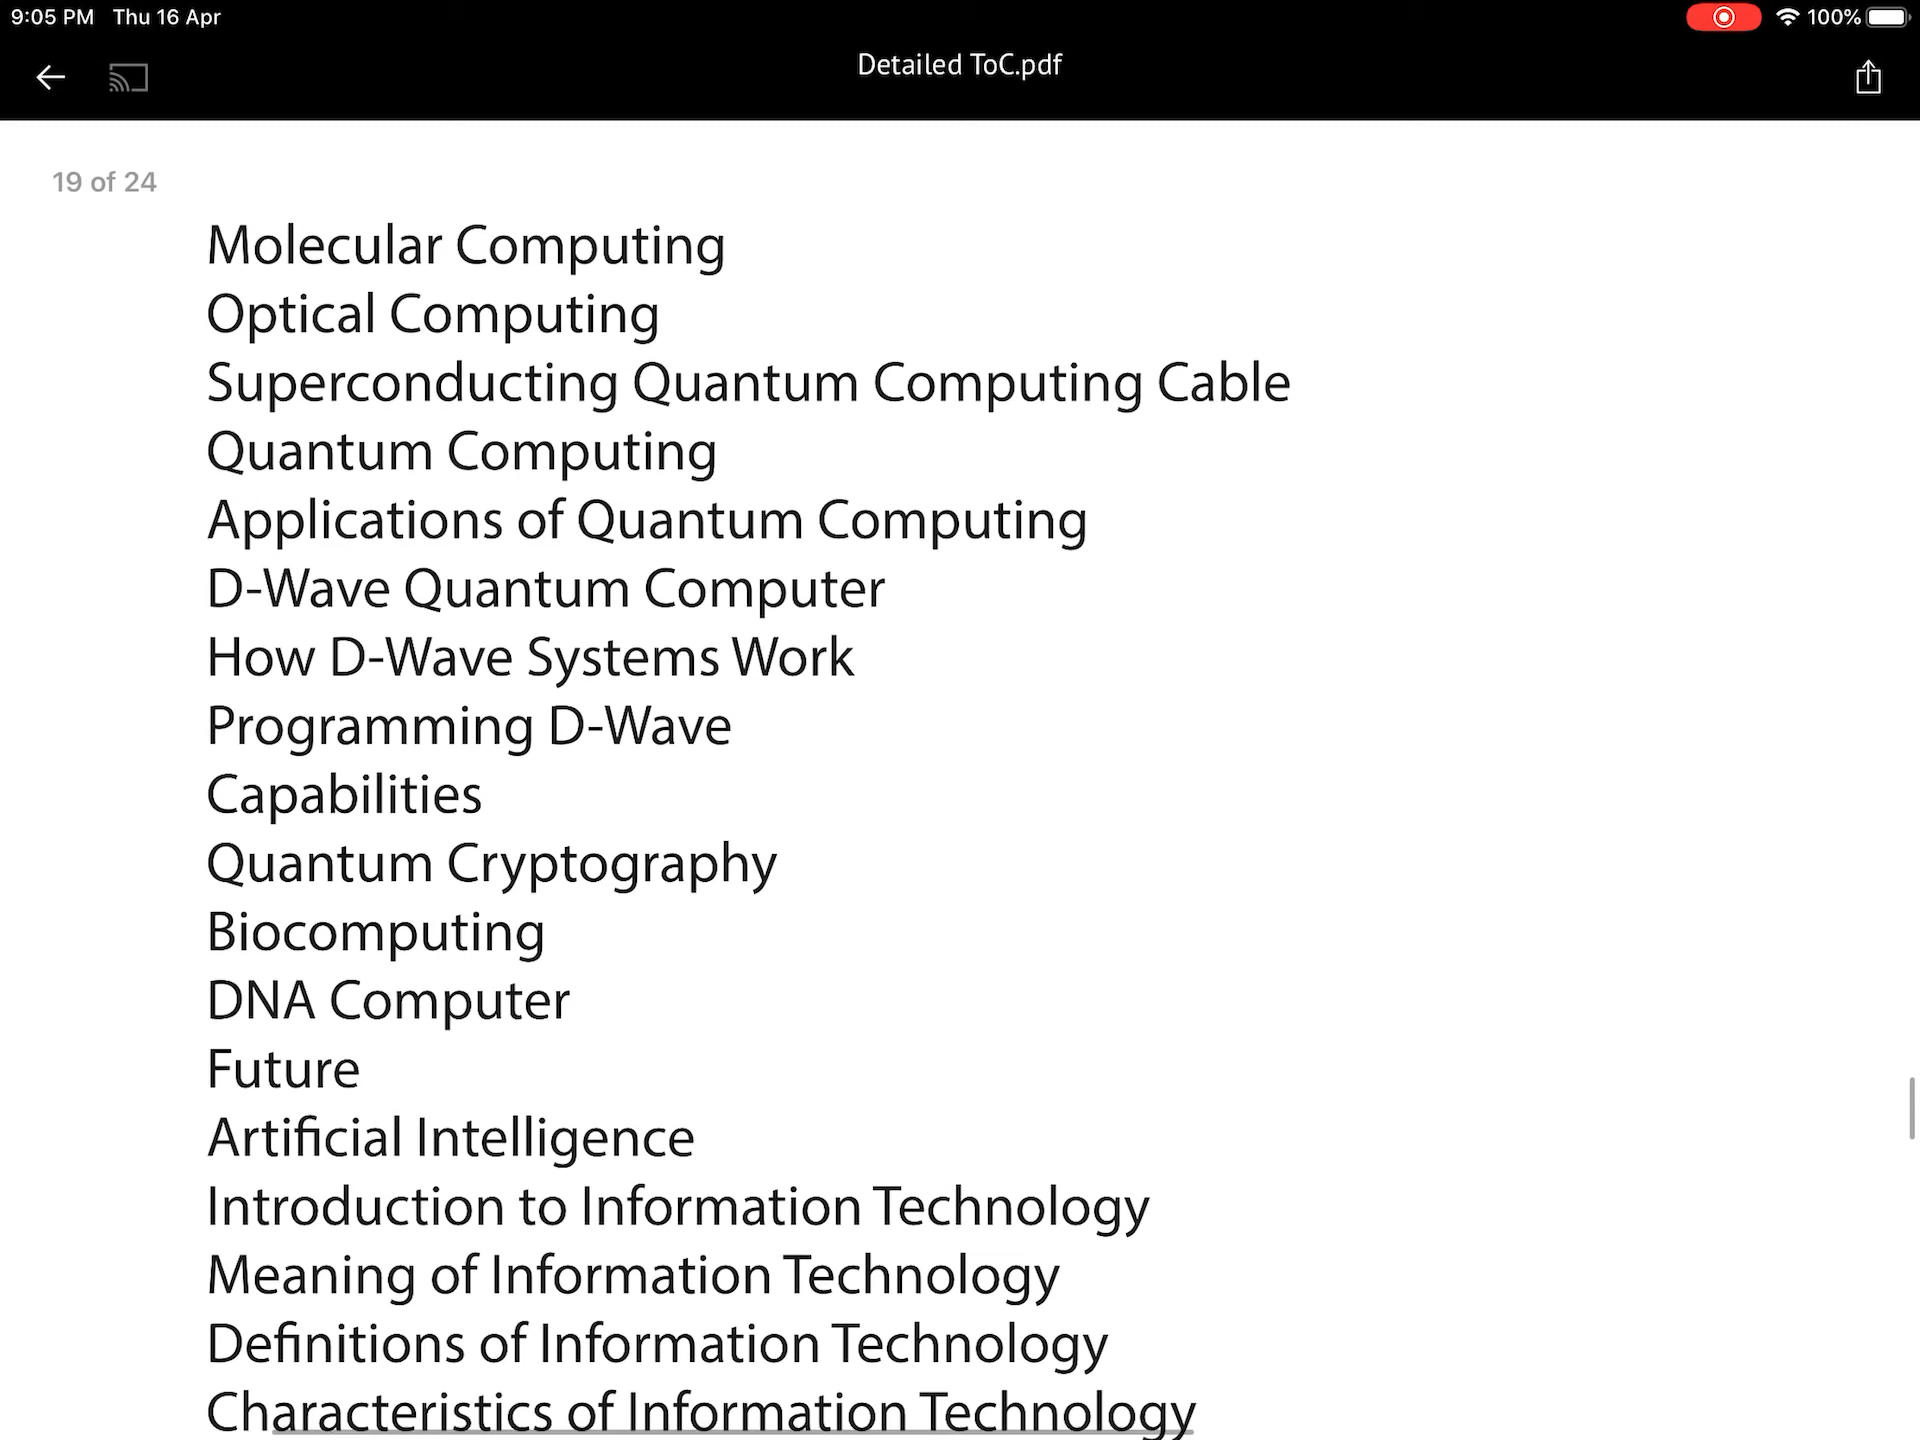 9:05 PM Thu 16 Apr 100%
Detailed ToC.pdf
19 of 24
Molecular Computing
Optical Computing
Superconducting Quantum Computing Cable
Quantum Computing
Applications of Quantum Computing
D-Wave Quantum Computer
How D-Wave Systems Work
Programming D-Wave
Capabilities
Quantum Cryptography
Biocomputing
DNA Computer
Future
Artificial Intelligence
Introduction to Information Technology
Meaning of Information Technology
Definitions of Information Technology
Characteristics of Information Technology